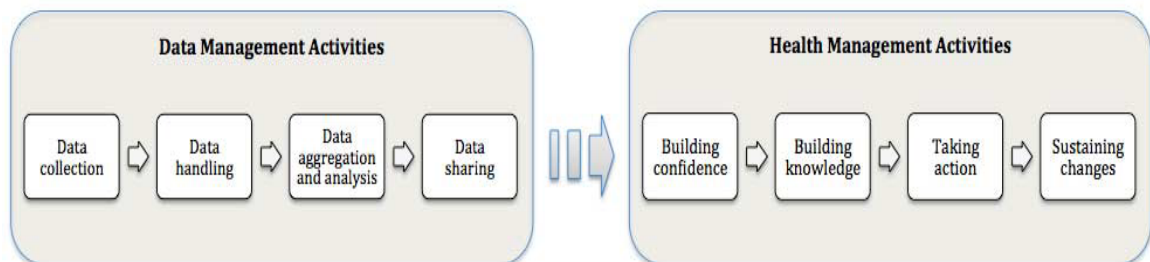 Data Management Activities
Data
collection
Data
handling
Data
aggregation
and analysis
Data
sharing
Health Management Activities
Building
confidence
Building
knowledge
Taking
action
Sustaining
changes